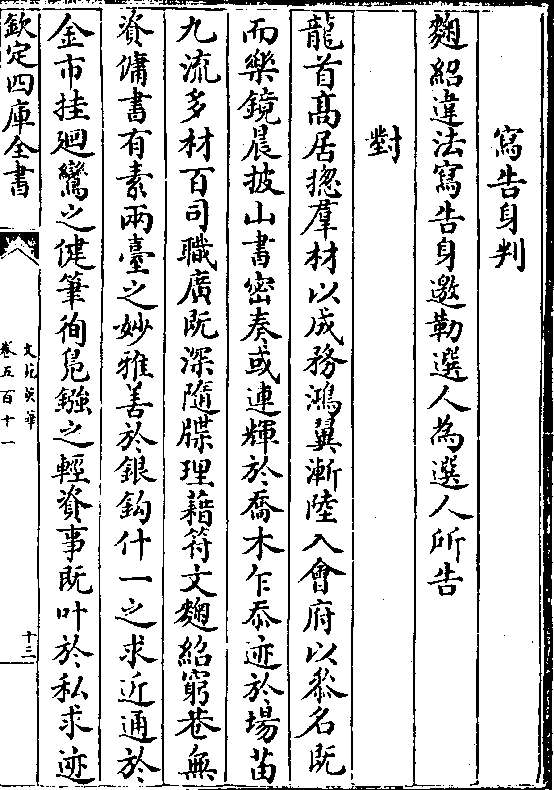 寫告身判
麴紹違法寫告身邀勒選人為選人所告
對
龍首髙居揔羣材以成務鴻翼漸陸入會府以叅名既
而樂鏡晨披山書密奏或連輝於喬木乍忝迹於場苗
九流多材百司職廣既深隨牒理藉符文麴紹窮巷無
資傭書有素兩臺之妙雅善於銀鈎什一之求近通於
金市挂廻鸞之健筆徇鳬鏹之輕資事既叶於私求迹
欽定四庫全書
文苑英華
卷五百十一
十三